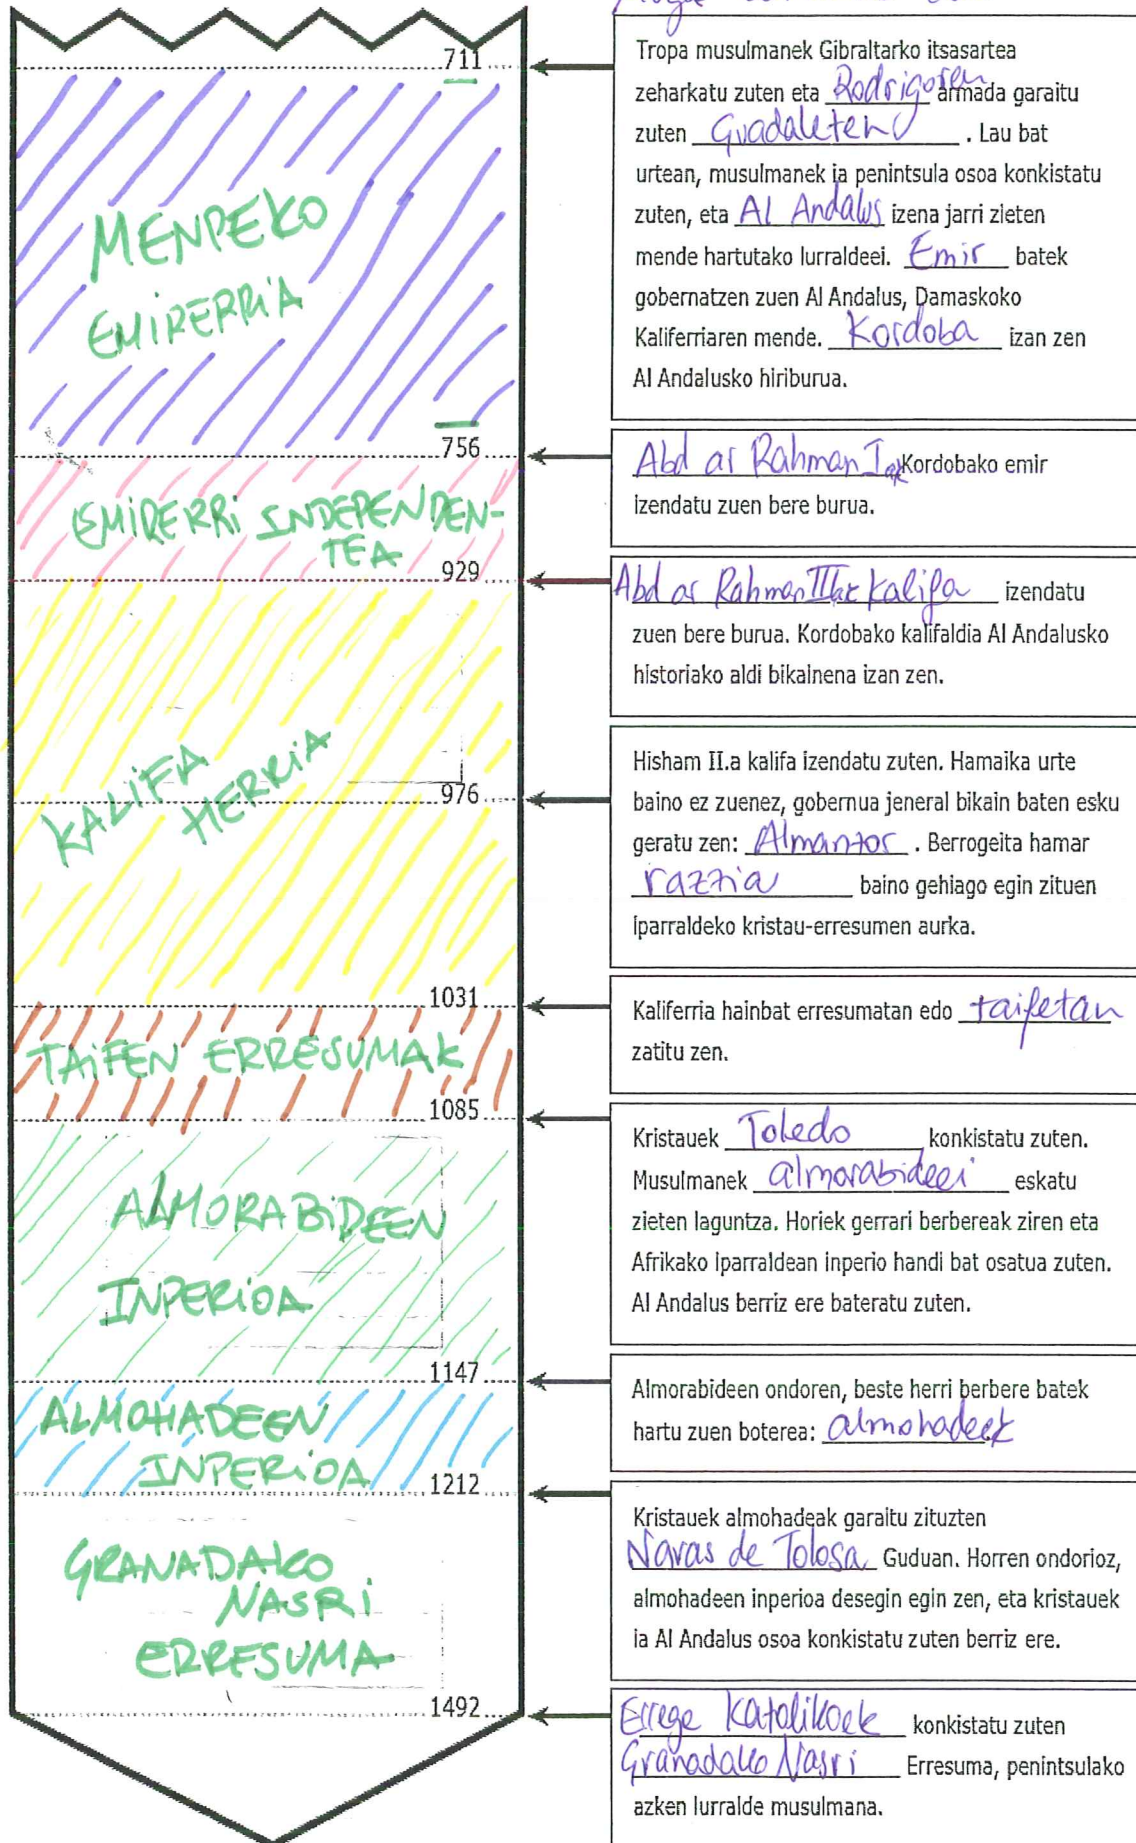 711
Tropa musulmanek Gibraltarko itsasartea
zeharkatu zuten eta Rodrigoren armada garaitu
zuten Guadaleten. Lau bat
urtean, musulmanek ia penintsula osoa konkistatu
zuten, eta Al Andalus izena jarri zieten
mende hartutako lurraldeei. Emir batek
gobernatzen zuen Al Andalus, Damaskoko
Kaliferriaren mende. Kordoba izan zen
Al Andalusko hiriburua.
MENPEKO
EMIRERRIA
756
Abd ar Rahman I ak Kordobako emir
izendatu zuen bere burua.
EMIRERRI INDEPENDEN-
TEA
929
Abd ar Rahman IIIak Kalifa izendatu
zuen bere burua. Kordobako kalifaldia Al Andalusko
historiako aldi bikainena izan zen.
KALIFA
HERRIA
976
Hisham II.a kalifa izendatu zuten. Hamaika urte
baino ez zuenez, gobernua jeneral bikain baten esku
geratu zen: Almantor. Berrogeita hamar
razzia baino gehiago egin zituen
iparraldeko kristau-erresumen aurka.
1031
Kaliferria hainbat erresumatan edo taifetan
zatitu zen.
TAIFEN ERRESUMAK
1085
Kristauek Toledo konkistatu zuten.
Musulmanek almorabideei eskatu
zieten laguntza. Horiek gerrari berbereak ziren eta
Afrikako iparraldean inperio handi bat osatua zuten.
Al Andalus berriz ere bateratu zuten.
ALMORABIDEEN
INPERIOA
1147
Almorabideen ondoren, beste herri berbere batek
hartu zuen boterea: almohadeek
ALMOHADEEN
INPERIOA
1212
Kristauek almohadeak garaitu zituzten
Navas de Tolosa Guduan. Horren ondorioz,
almohadeen inperioa desegin egin zen, eta kristauek
ia Al Andalus osoa konkistatu zuten berriz ere.
GRANADAKO
NASRI
ERRESUMA
1492
Errege Katolikoek konkistatu zuten
Granadako Nasri Erresuma, penintsulako
azken lurralde musulmana.